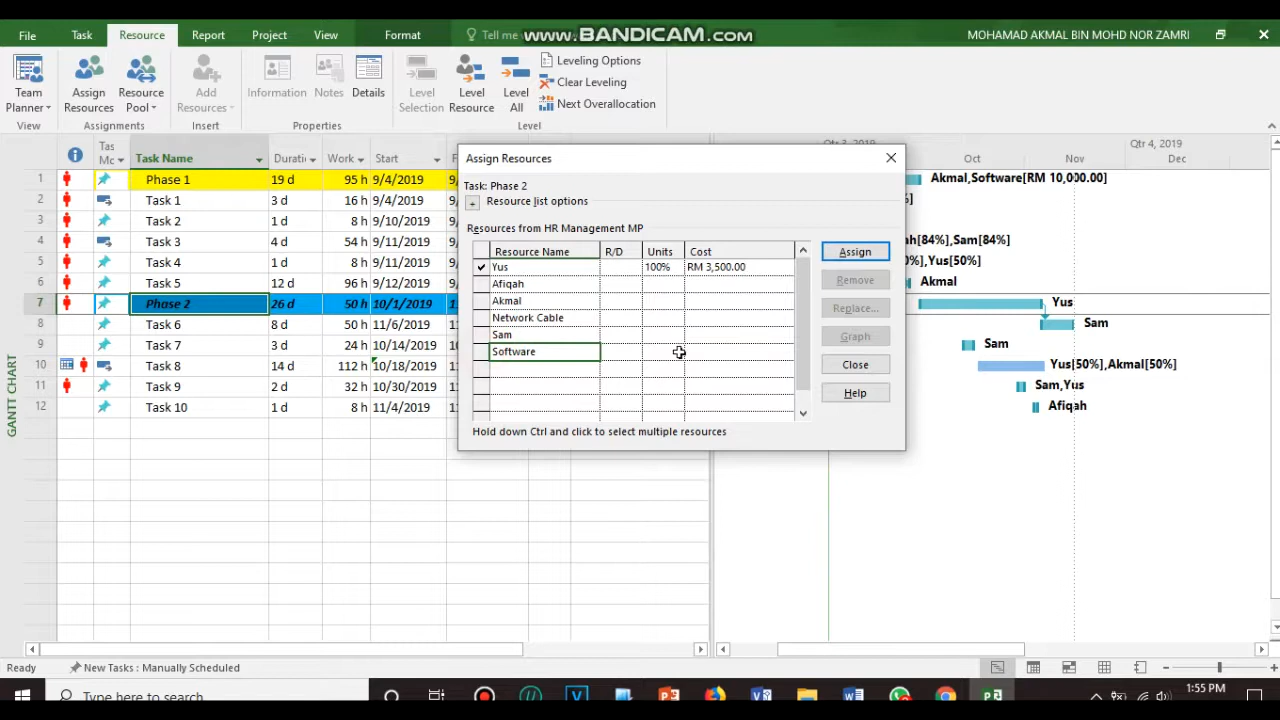 File Task Resource Report Project View Format Tell me www.BANDICAM.com MOHAMAD AKMAL BIN MOHD NOR ZAMRI
Team Planner
Assign Resources
Resource Pool
Add Resources
Information Notes Details
Level Selection
Level Resource
Level All
Leveling Options
Clear Leveling
Next Overallocation
View Assignments Insert Properties Level
Tas Mc Task Name Duratic Work Start
Qtr 4, 2019
Oct Nov Dec
1 Phase 1 19 d 95 h 9/4/2019 Akmal,Software[RM 10,000.00]
2 Task 1 3 d 16 h 9/4/2019
3 Task 2 1 d 8 h 9/10/2019
4 Task 3 4 d 54 h 9/11/2019 [84%],Sam[84%]
5 Task 4 1 d 8 h 9/11/2019 Yus[50%]
6 Task 5 12 d 96 h 9/12/2019 Akmal
7 Phase 2 26 d 50 h 10/1/2019 Yus
8 Task 6 8 d 50 h 11/6/2019 Sam
9 Task 7 3 d 24 h 10/14/2019 Sam
10 Task 8 14 d 112 h 10/18/2019 Yus[50%],Akmal[50%]
11 Task 9 2 d 32 h 10/30/2019 Sam,Yus
12 Task 10 1 d 8 h 11/4/2019 Afiqah
GANTT CHART
Assign Resources
Task: Phase 2
+ Resource list options
Resources from HR Management MP
Resource Name R/D Units Cost
Yus 100% RM 3,500.00
Afiqah
Akmal
Network Cable
Sam
Software
Assign
Remove
Replace...
Graph
Close
Help
Hold down Ctrl and click to select multiple resources
Ready New Tasks : Manually Scheduled
Type here to search 1:55 PM